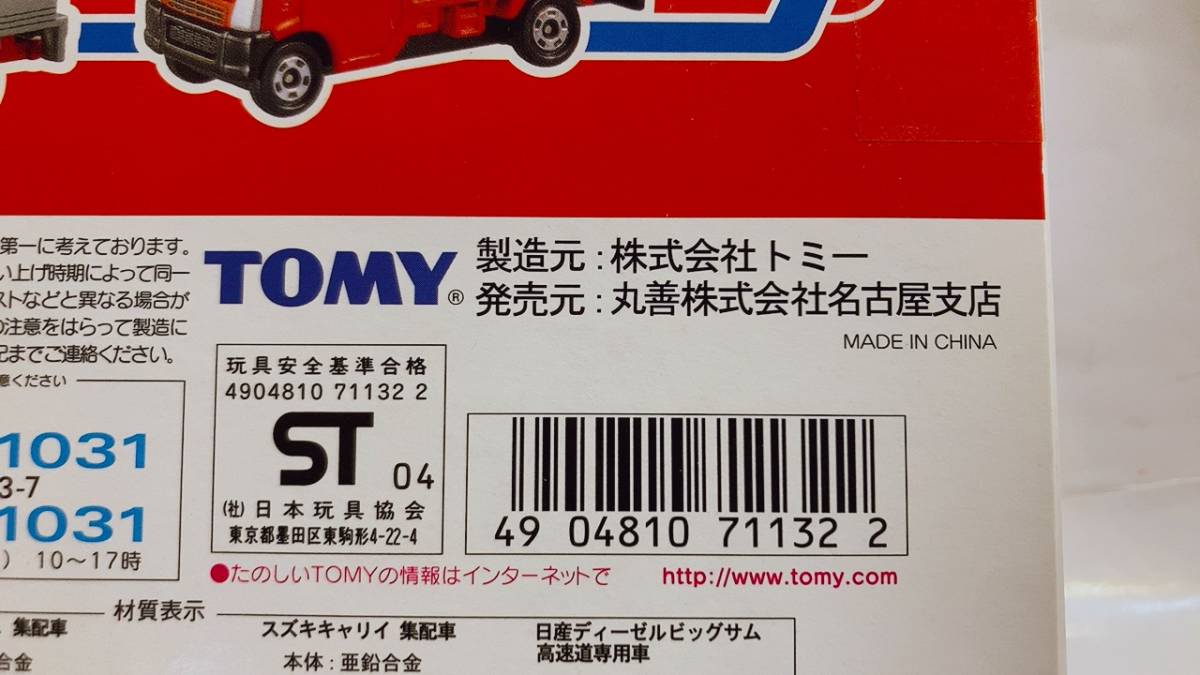 第一に考えております。
い上げ時期によって同一
ストなどと異なる場合が
の注意をはらって製造に
記までご連絡ください。
意ください
1031
3-7
1031
) 10〜17時
TOMY®
製造元:株式会社トミー
発売元:丸善株式会社名古屋支店
MADE IN CHINA
玩具安全基準合格
4904810 71132 2
ST 04
(社)日本玩具協会
東京都墨田区東駒形4-22-4
49 04810 71132 2
●たのしいTOMYの情報はインターネットで http://www.tomy.com
材質表示
集配車
合金
スズキキャリイ 集配車
本体:亜鉛合金
日産ディーゼルビッグサム
高速道専用車